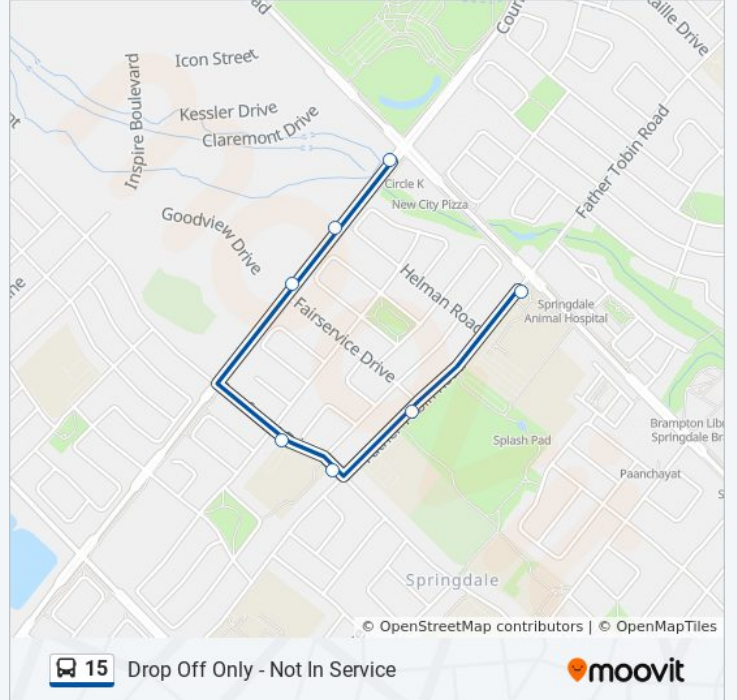 Icon Street
Inspire Boulevard
Kessler Drive
Claremont Drive
Father Tobin Road
Circle K
New City Pizza
Goodview Drive
Helman Road
Fairservice Drive
Springdale
Animal Hospital
Brampton Lib
Springdale Br
Splash Pad
Paanchayat
Springdale
© OpenStreetMap contributors | © OpenMapTiles
15 Drop Off Only - Not In Service
moovit